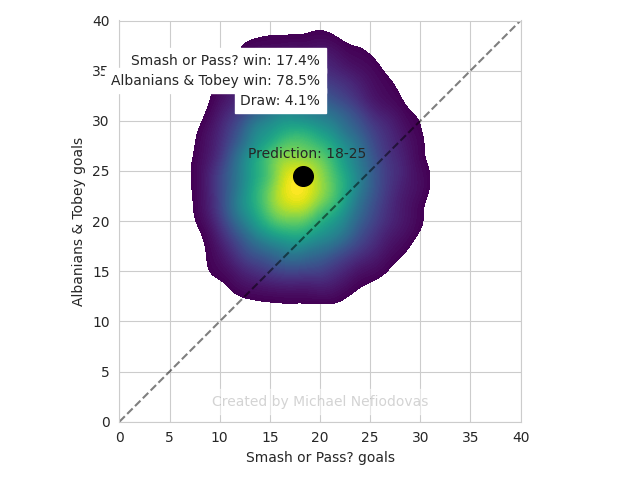 40
Smash or Pass? win: 17.4%
35
Albanians & Tobey win: 78.5%
Draw: 4.1%
30
Prediction: 18-25
25
20
15
10
5
0
Albanians & Tobey goals
Created by Michael Nefiodovas
0 5 10 15 20 25 30 35 40
Smash or Pass? goals